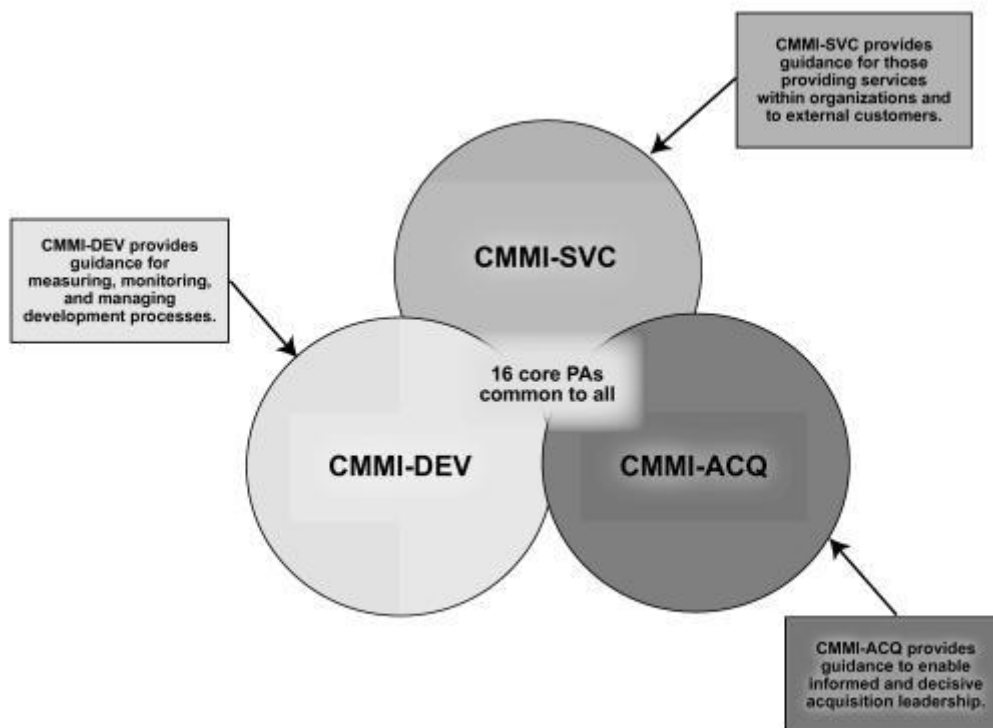 CMMI-SVC provides
guidance for those
providing services
within organizations and
to external customers.
CMMI-DEV provides
guidance for
measuring, monitoring,
and managing
development processes.
CMMI-SVC
16 core PAs
common to all
CMMI-DEV
CMMI-ACQ
CMMI-ACQ provides
guidance to enable
informed and decisive
acquisition leadership.